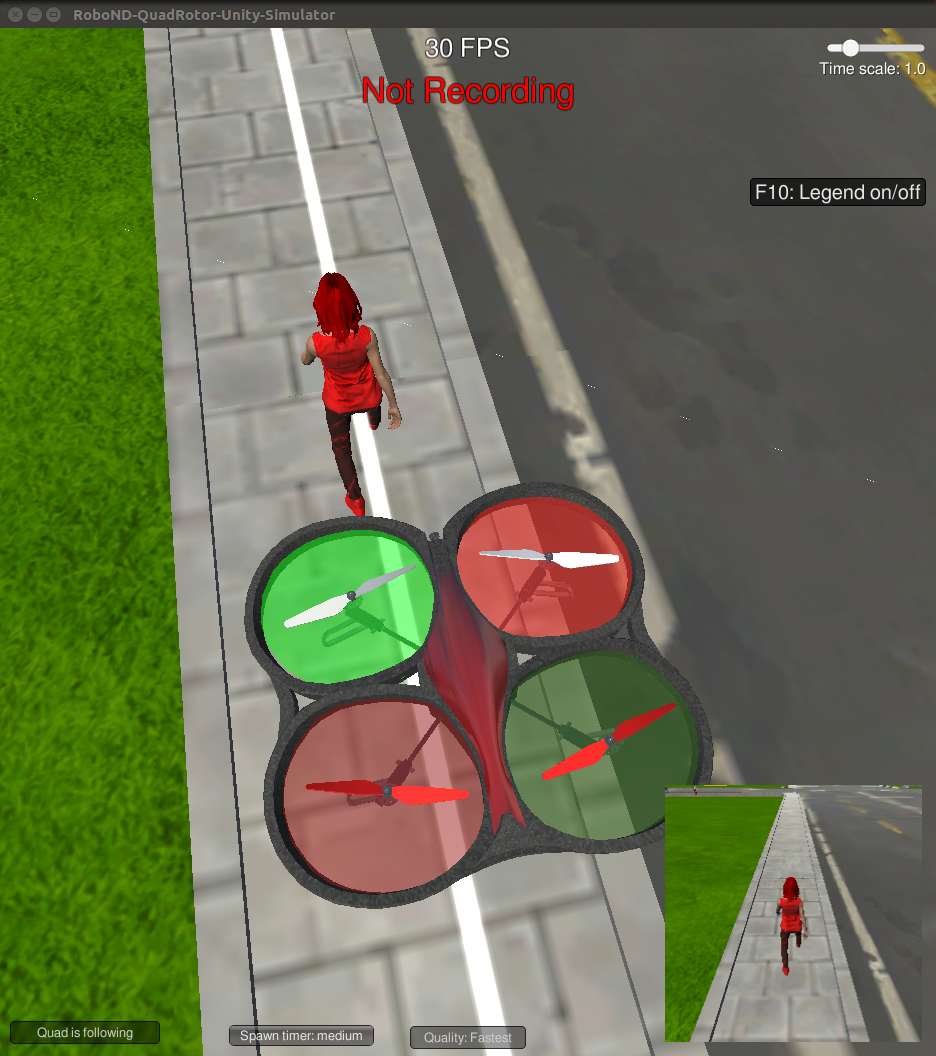 RoboND-QuadRotor-Unity-Simulator
30 FPS
Not Recording
Time scale: 1.0
F10: Legend on/off
Quad is following
Spawn timer: medium
Quality: Fastest